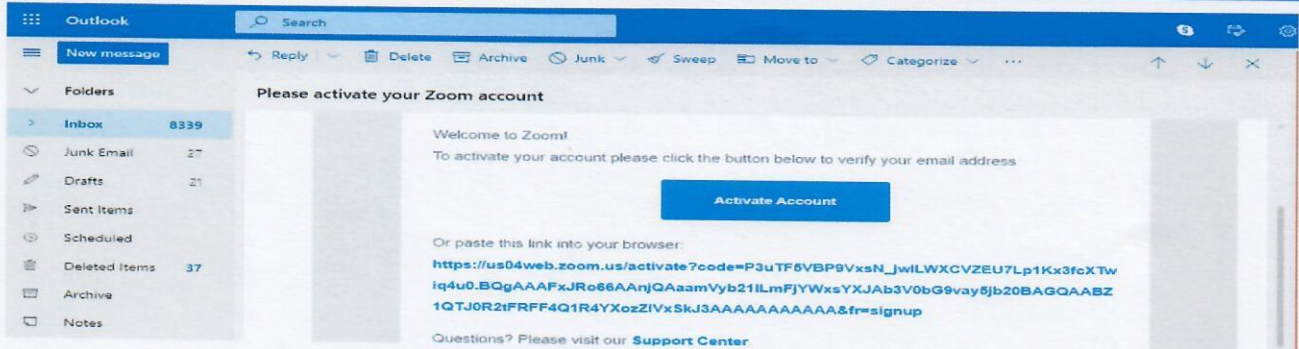 Outlook
Search
New message
Reply Delete Archive Junk Sweep Move to Categorize ...
Folders
Please activate your Zoom account
Inbox 8339
Junk Email 27
Drafts 21
Sent Items
Scheduled
Deleted Items 37
Archive
Notes
Welcome to Zoom!
To activate your account please click the button below to verify your email address
Activate Account
Or paste this link into your browser:
https://us04web.zoom.us/activate?code=P3uTF5VBP9VxsN_jwILWXCVZEU7Lp1Kx3fcXTw
iq4u0.BQgAAAFxJRo66AAnjQAaamVyb21lLmFjYWxsYXJAb3V0bG9vay5jb20BAGQAABZ
1QTJ0R2tFRFF4Q1R4YXozZlVxSkJ3AAAAAAAAAAA&fr=signup
Questions? Please visit our Support Center.